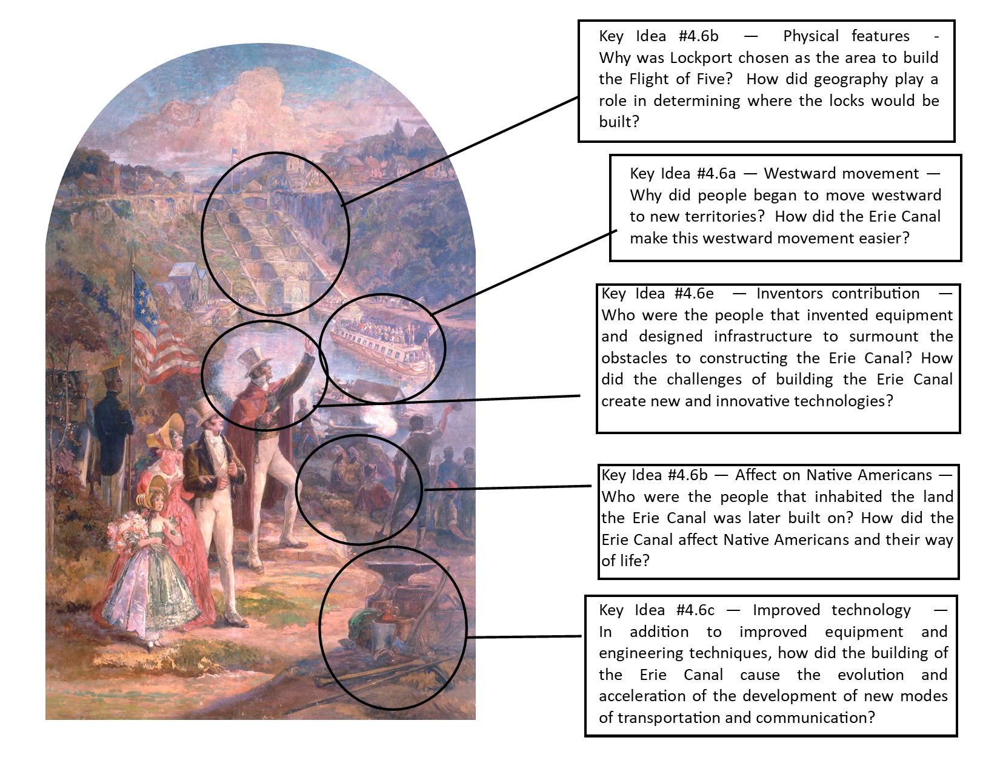 Key Idea #4.6b — Physical features -
Why was Lockport chosen as the area to build
the Flight of Five? How did geography play a
role in determining where the locks would be
built?
Key Idea #4.6a — Westward movement —
Why did people began to move westward
to new territories? How did the Erie Canal
make this westward movement easier?
Key Idea #4.6e — Inventors contribution —
Who were the people that invented equipment
and designed infrastructure to surmount the
obstacles to constructing the Erie Canal? How
did the challenges of building the Erie Canal
create new and innovative technologies?
Key Idea #4.6b — Affect on Native Americans —
Who were the people that inhabited the land
the Erie Canal was later built on? How did the
Erie Canal affect Native Americans and their way
of life?
Key Idea #4.6c — Improved technology —
In addition to improved equipment and
engineering techniques, how did the building of
the Erie Canal cause the evolution and
acceleration of the development of new modes
of transportation and communication?